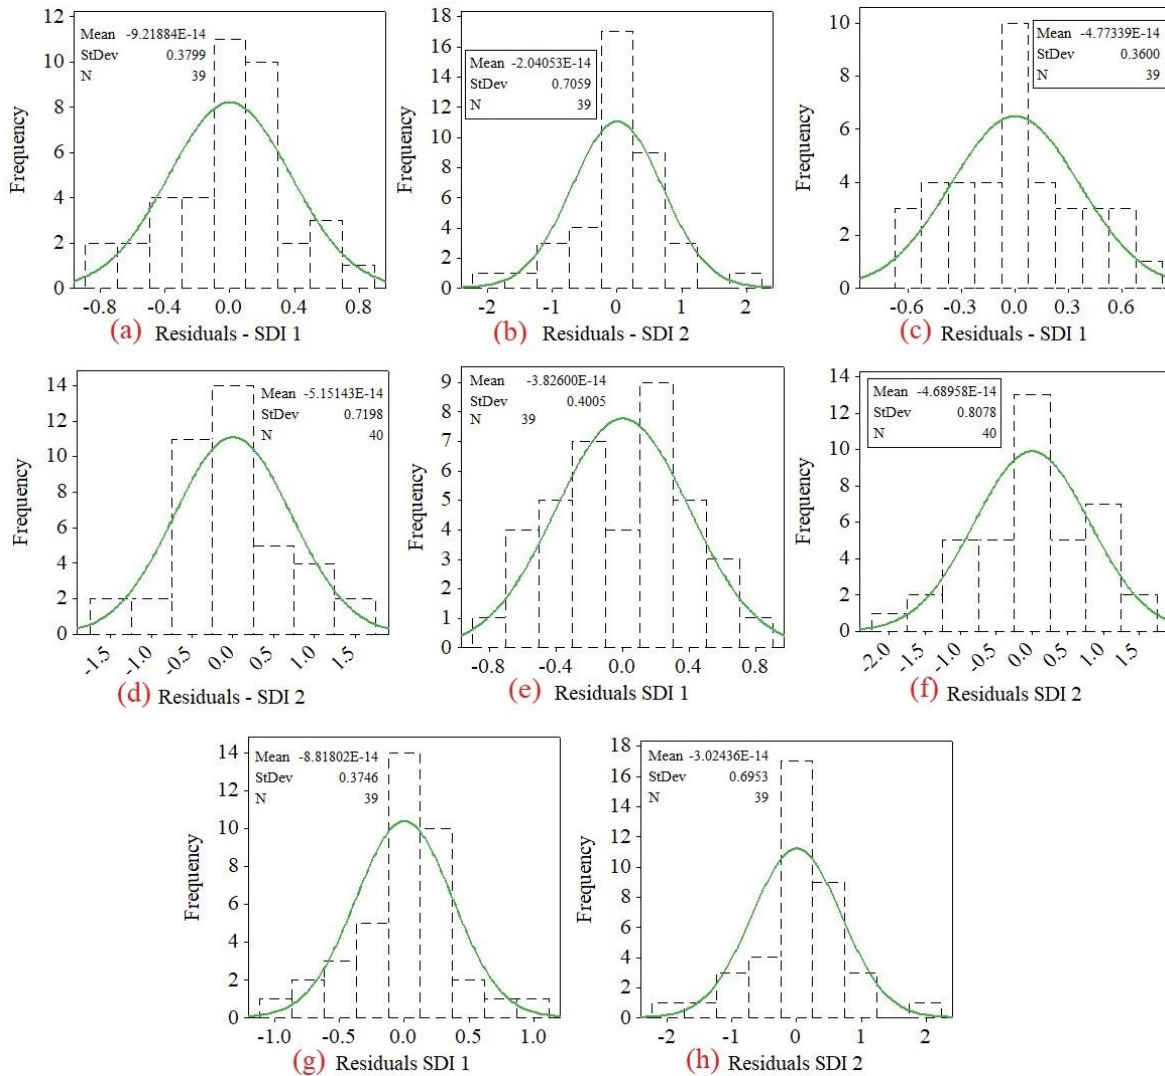 Mean -9.21884E-14
StDev 0.3799
N 39
12
10
8
6
4
2
0
Frequency
-0.8 -0.4 0.0 0.4 0.8
(a) Residuals - SDI 1
Mean -2.04053E-14
StDev 0.7059
N 39
18
16
14
12
10
8
6
4
2
0
Frequency
-2 -1 0 1 2
(b) Residuals - SDI 2
Mean -4.77339E-14
StDev 0.3600
N 39
10
8
6
4
2
0
Frequency
-0.6 -0.3 0.0 0.3 0.6
(c) Residuals - SDI 1
Mean -5.15143E-14
StDev 0.7198
N 40
14
12
10
8
6
4
2
0
Frequency
-1.5 -1.0 -0.5 0.0 0.5 1.0 1.5
(d) Residuals - SDI 2
Mean -3.82600E-14
StDev 0.4005
N 39
9
8
7
6
5
4
3
2
1
0
Frequency
-0.8 -0.4 0.0 0.4 0.8
(e) Residuals SDI 1
Mean -4.68958E-14
StDev 0.8078
N 40
14
12
10
8
6
4
2
0
Frequency
-2.0 -1.5 -1.0 -0.5 0.0 0.5 1.0 1.5
(f) Residuals SDI 2
Mean -8.81802E-14
StDev 0.3746
N 39
14
12
10
8
6
4
2
0
Frequency
-1.0 -0.5 0.0 0.5 1.0
(g) Residuals SDI 1
Mean -3.02436E-14
StDev 0.6953
N 39
18
16
14
12
10
8
6
4
2
0
Frequency
-2 -1 0 1 2
(h) Residuals SDI 2